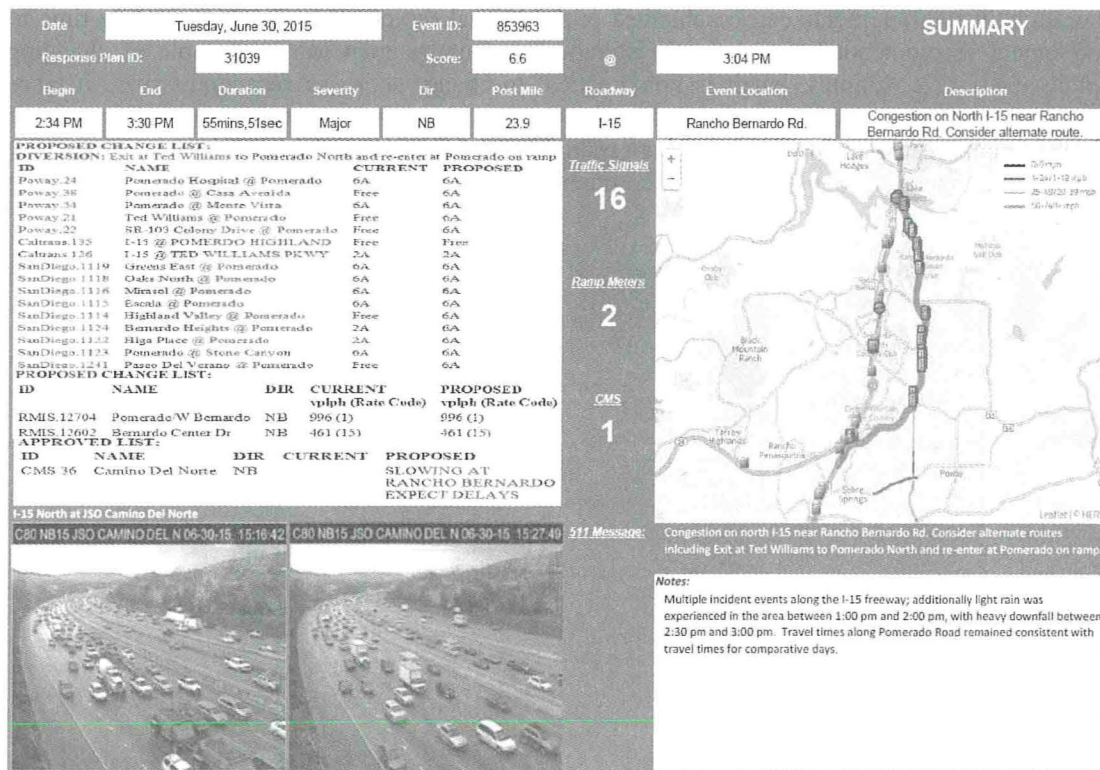 Date Tuesday, June 30, 2015 Event ID: 853963 SUMMARY
Response Plan ID: 31039 Score: 6.6 @ 3:04 PM
Begin End Duration Severity Dir Post Mile Roadway Event Location Description
2:34 PM 3:30 PM 55mins,51sec Major NB 23.9 I-15 Rancho Bernardo Rd. Congestion on North I-15 near Rancho
Bernardo Rd. Consider alternate route.
PROPOSED CHANGE LIST:
DIVERSION: Exit at Ted Williams to Pomerado North and re-enter at Pomerado on ramp
ID NAME CURRENT PROPOSED
Poway.24 Pomerado Hospital @ Pomerado 6A 6A
Poway.38 Pomerado @ Casa Avenida Free 6A
Poway.34 Pomerado @ Monte Vista 6A 6A
Poway.21 Ted Williams @ Pomerado Free 6A
Poway.22 SR-103 Colony Drive @ Pomerado Free 6A
Caltrans.135 I-15 @ POMERDO HIGHLAND Free Free
Caltrans.136 I-15 @ TED WILLIAMS PKWY 2A 2A
SanDiego.1119 Greens East @ Pomerado 6A 6A
SanDiego.1118 Oaks North @ Pomerado 6A 6A
SanDiego.1116 Mirasol @ Pomerado 6A 6A
SanDiego.1115 Escala @ Pomerado 6A 6A
SanDiego.1114 Highland Valley @ Pomerado Free 6A
SanDiego.1124 Bernardo Heights @ Pomerado 2A 6A
SanDiego.1122 Higa Place @ Pomerado 2A 6A
SanDiego.1123 Pomerado @ Stone Canyon 6A 6A
SanDiego.1241 Paseo Del Verano @ Pomerado Free 6A
PROPOSED CHANGE LIST:
ID NAME DIR CURRENT PROPOSED
vplph (Rate Code) vplph (Rate Code)
RMIS.12704 Pomerado/W Bernardo NB 996 (1) 996 (1)
RMIS.12602 Bernardo Center Dr NB 461 (15) 461 (15)
APPROVED LIST:
ID NAME DIR CURRENT PROPOSED
CMS 36 Camino Del Norte NB SLOWING AT
RANCHO BERNARDO
EXPECT DELAYS
Traffic Signals
16
Ramp Meters
2
CMS
1
+
-
Lake
Hodges
Black
Mountain
Ranch
Torrey
Highlands
Rancho
Penasquitos
Sabre
Springs
Poway
Leaflet | © HERE
I-15 North at JSO Camino Del Norte
C80 NB15 JSO CAMINO DEL N 06-30-15 15:16:42
C80 NB15 JSO CAMINO DEL N 06-30-15 15:27:49
511 Message:
Congestion on north I-15 near Rancho Bernardo Rd. Consider alternate routes
inlcuding Exit at Ted Williams to Pomerado North and re-enter at Pomerado on ramp
Notes:
Multiple incident events along the I-15 freeway; additionally light rain was
experienced in the area between 1:00 pm and 2:00 pm, with heavy downfall between
2:30 pm and 3:00 pm. Travel times along Pomerado Road remained consistent with
travel times for comparative days.